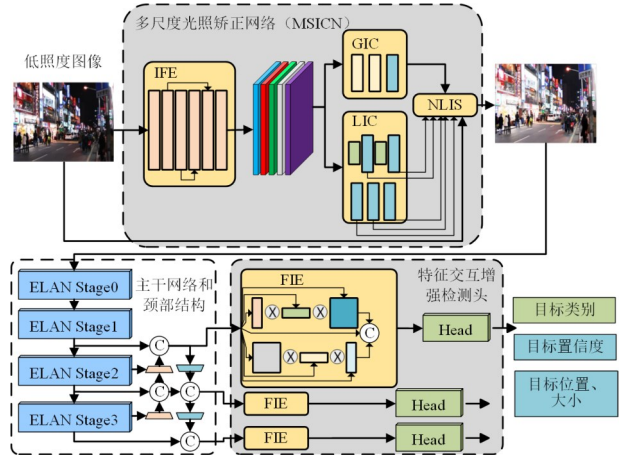 多尺度光照矫正网络（MSICN）
低照度图像
IFE
GIC
LIC
NLIS
ELAN Stage0
ELAN Stage1
ELAN Stage2
ELAN Stage3
主干网络和
颈部结构
C
C
C
C
C
FIE
C
特征交互增
强检测头
Head
FIE
Head
FIE
Head
目标类别
目标置信度
目标位置、
大小